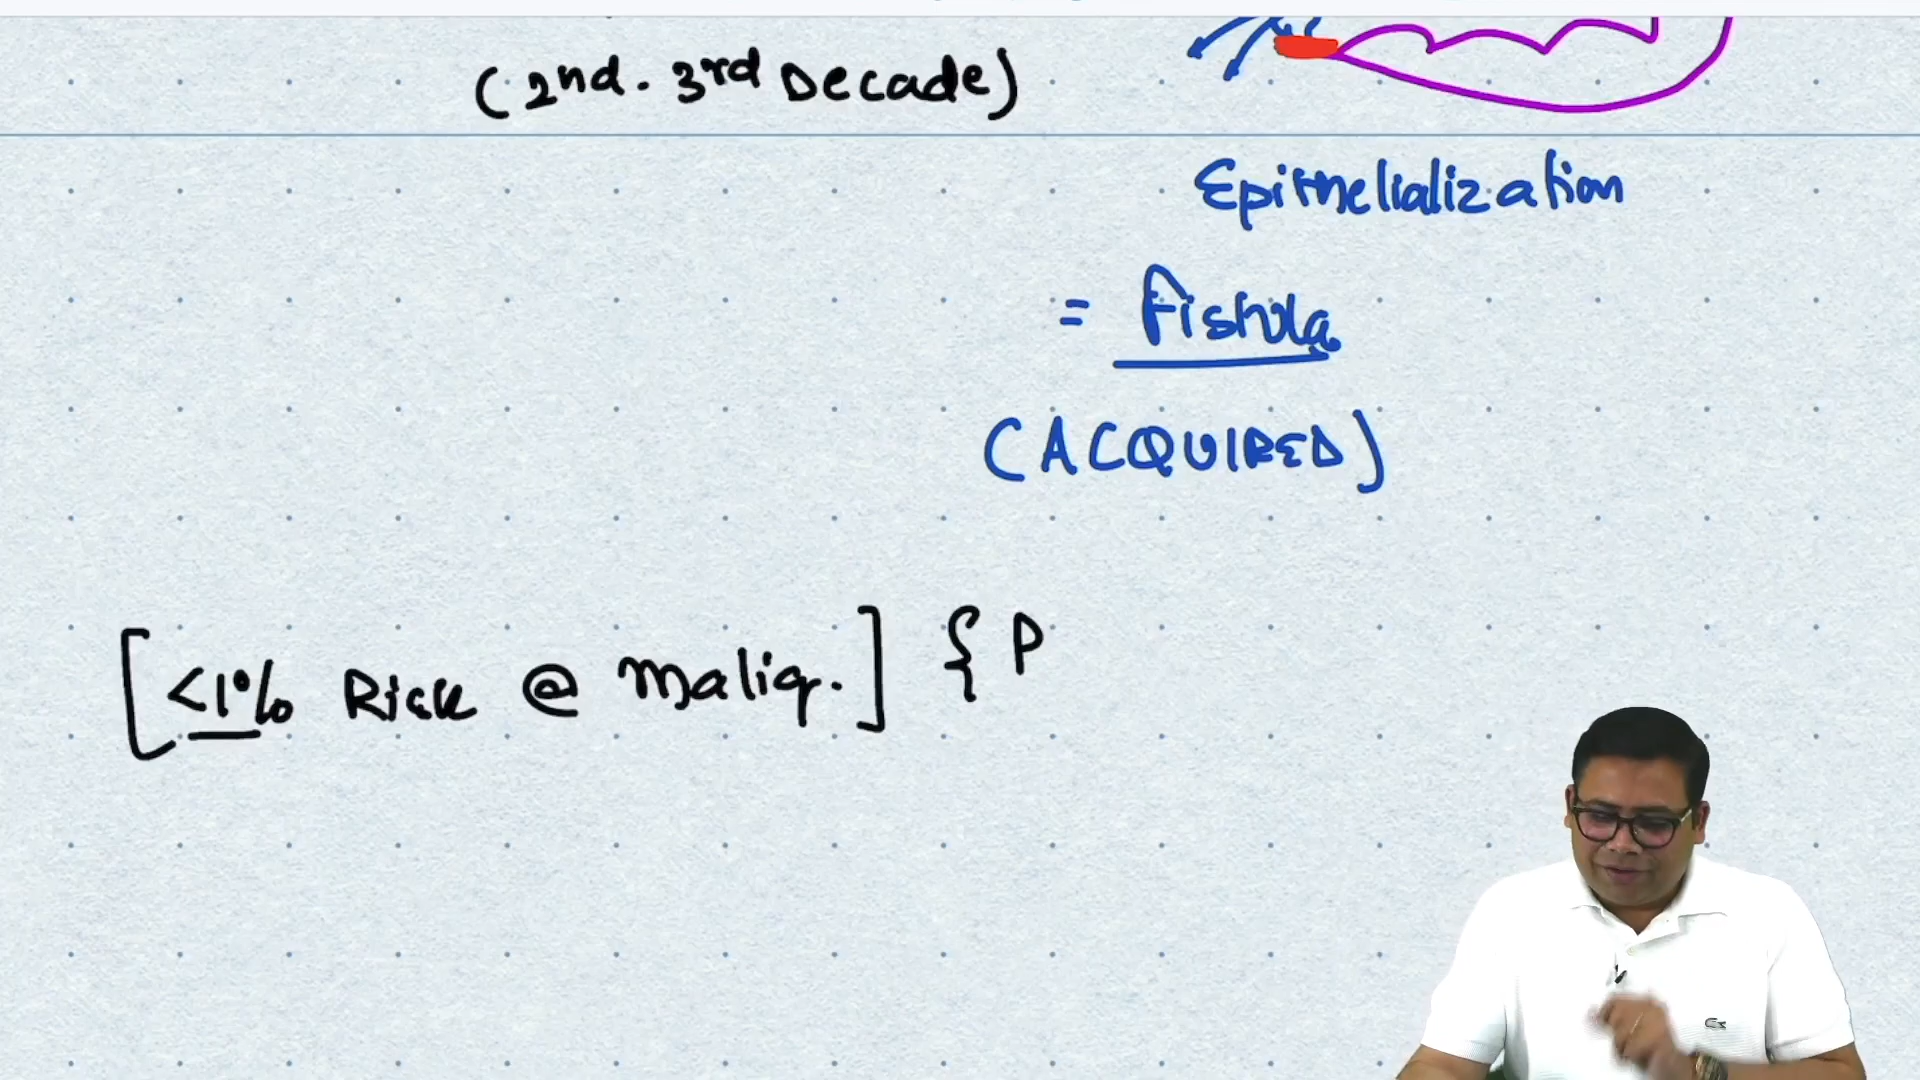 (2nd. 3rd Decade)
Epithelialization
= Fistula
(ACQUIRED)
[<1% Risk @ Malig.] { P